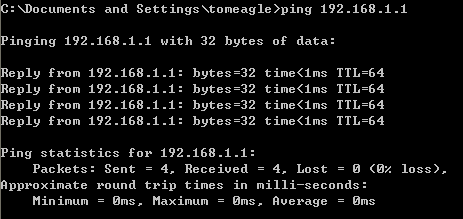 C:\Documents and Settings\tomeagle>ping 192.168.1.1
Pinging 192.168.1.1 with 32 bytes of data:
Reply from 192.168.1.1: bytes=32 time<1ms TTL=64
Reply from 192.168.1.1: bytes=32 time<1ms TTL=64
Reply from 192.168.1.1: bytes=32 time<1ms TTL=64
Reply from 192.168.1.1: bytes=32 time<1ms TTL=64
Ping statistics for 192.168.1.1:
    Packets: Sent = 4, Received = 4, Lost = 0 (0% loss),
Approximate round trip times in milli-seconds:
    Minimum = 0ms, Maximum = 0ms, Average = 0ms